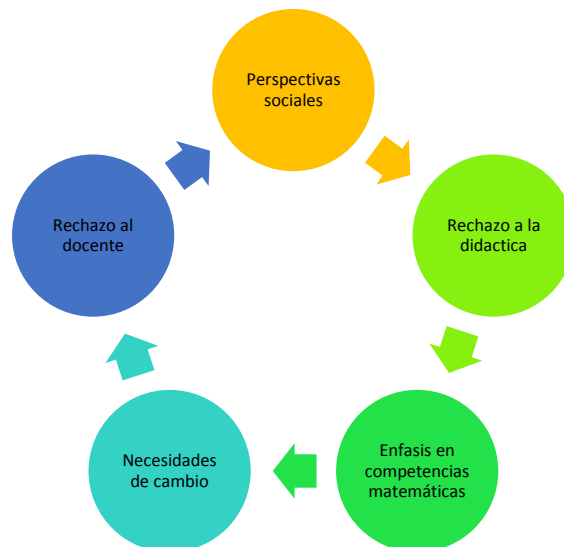 Perspectivas
sociales
Rechazo a la
didactica
Enfasis en
competencias
matemáticas
Necesidades
de cambio
Rechazo al
docente